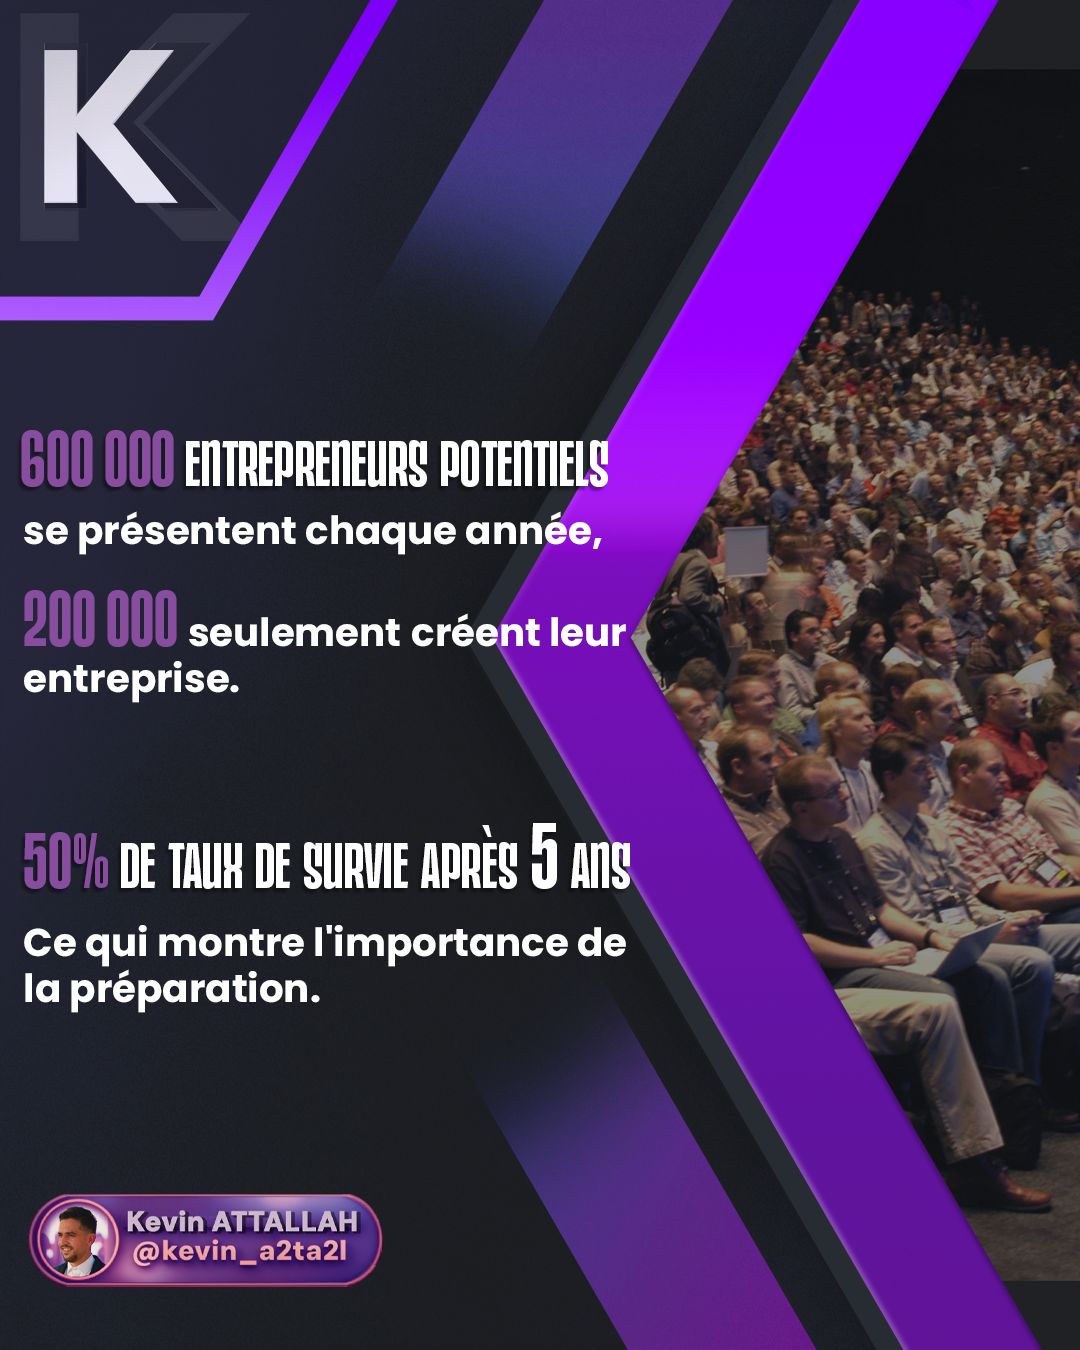 K
600 000 ENTREPRENEURS POTENTIELS
se présentent chaque année,
200 000 seulement créent leur
entreprise.
50% DE TAUX DE SURVIE APRÈS 5 ANS
Ce qui montre l'importance de
la préparation.
Kevin ATTALLAH
@kevin_a2ta2l